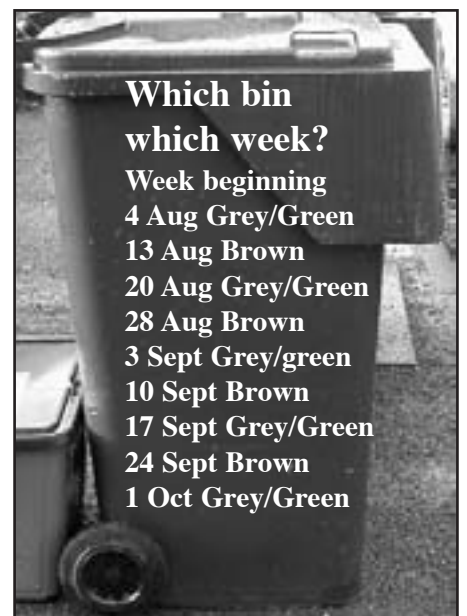 Which bin
which week?
Week beginning
4 Aug Grey/Green
13 Aug Brown
20 Aug Grey/Green
28 Aug Brown
3 Sept Grey/green
10 Sept Brown
17 Sept Grey/Green
24 Sept Brown
1 Oct Grey/Green